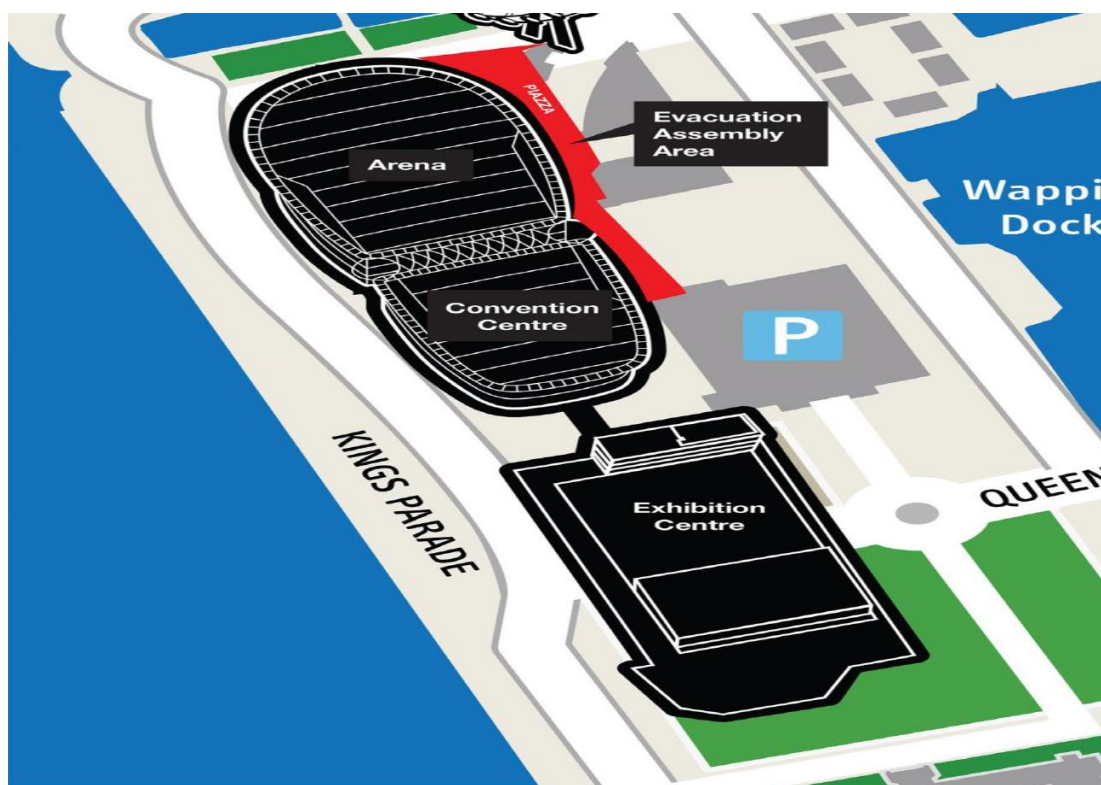 PIAZZA
Evacuation
Assembly
Area
Arena
Wappi
Dock
Convention
Centre
P
KINGS PARADE
Exhibition
Centre
QUEEN